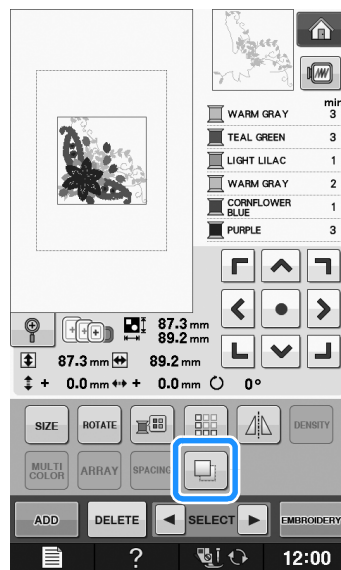 min
WARM GRAY 3
TEAL GREEN 3
LIGHT LILAC 1
WARM GRAY 2
CORNFLOWER
BLUE 1
PURPLE 3
87.3 mm
89.2 mm
87.3 mm 89.2 mm
+ 0.0 mm + 0.0 mm 0°
SIZE ROTATE DENSITY
MULTI
COLOR ARRAY SPACING
ADD DELETE SELECT EMBROIDERY
? 12:00